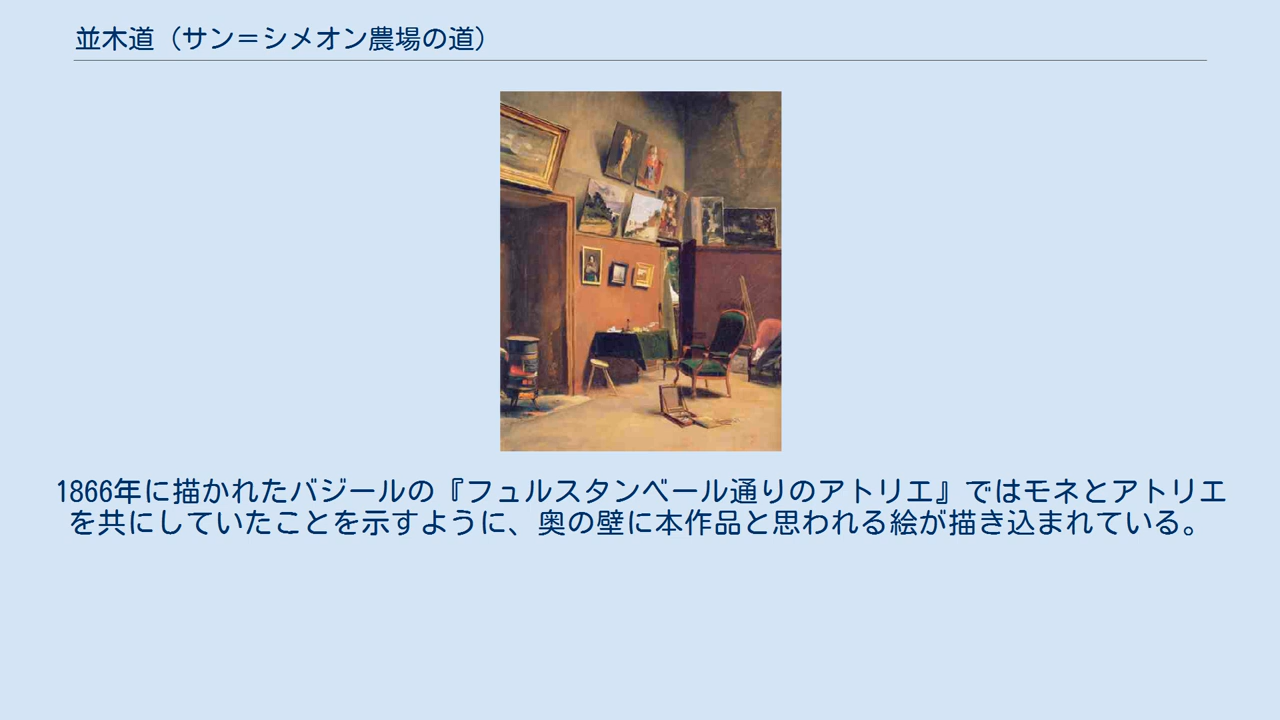 並木道（サン＝シメオン農場の道）
1866年に描かれたバジールの『フュルスタンベール通りのアトリエ』ではモネとアトリエ
を共にしていたことを示すように、奥の壁に本作品と思われる絵が描き込まれている。